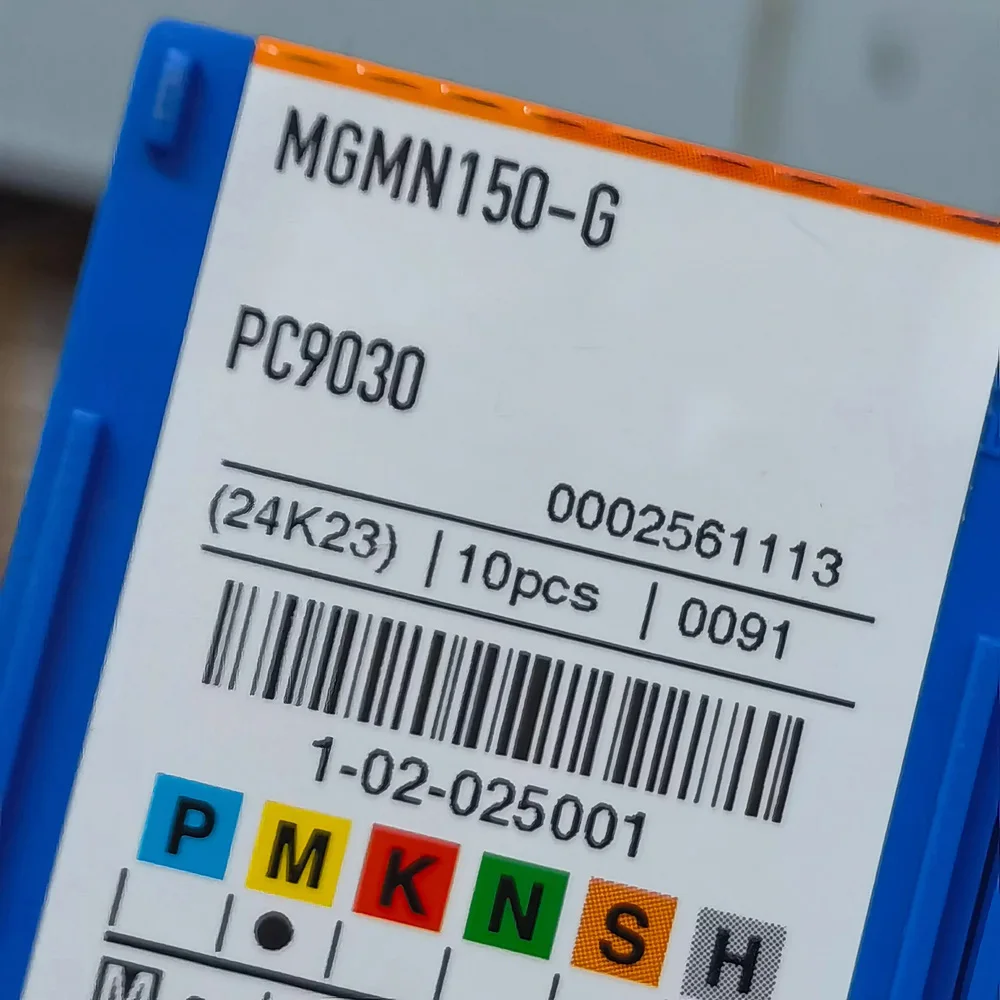 MGMN150-G
PC9030
0002561113
(24K23) | 10pcs | 0091
1-02-025001
P M K N S H
M